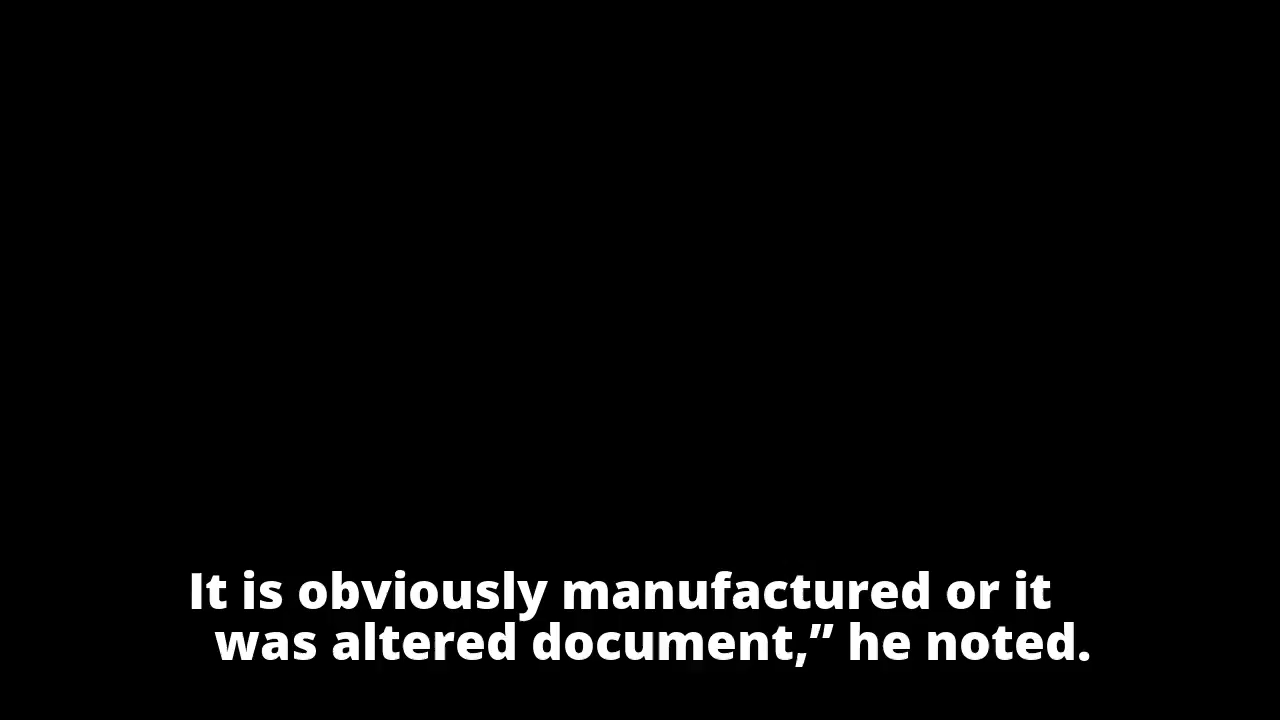 It is obviously manufactured or it
was altered document,” he noted.